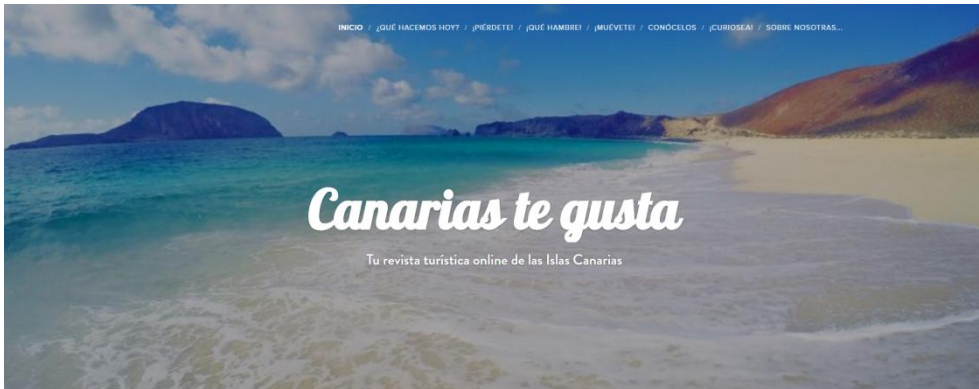 INICIO / ¿QUÉ HACEMOS HOY? / ¡PIÉRDETE! / ¡QUÉ HAMBRE! / ¡MUÉVETE! / CONÓCELOS / ¡CURIOSEA! / SOBRE NOSOTRAS...
Canarias te gusta
Tu revista turística online de las Islas Canarias